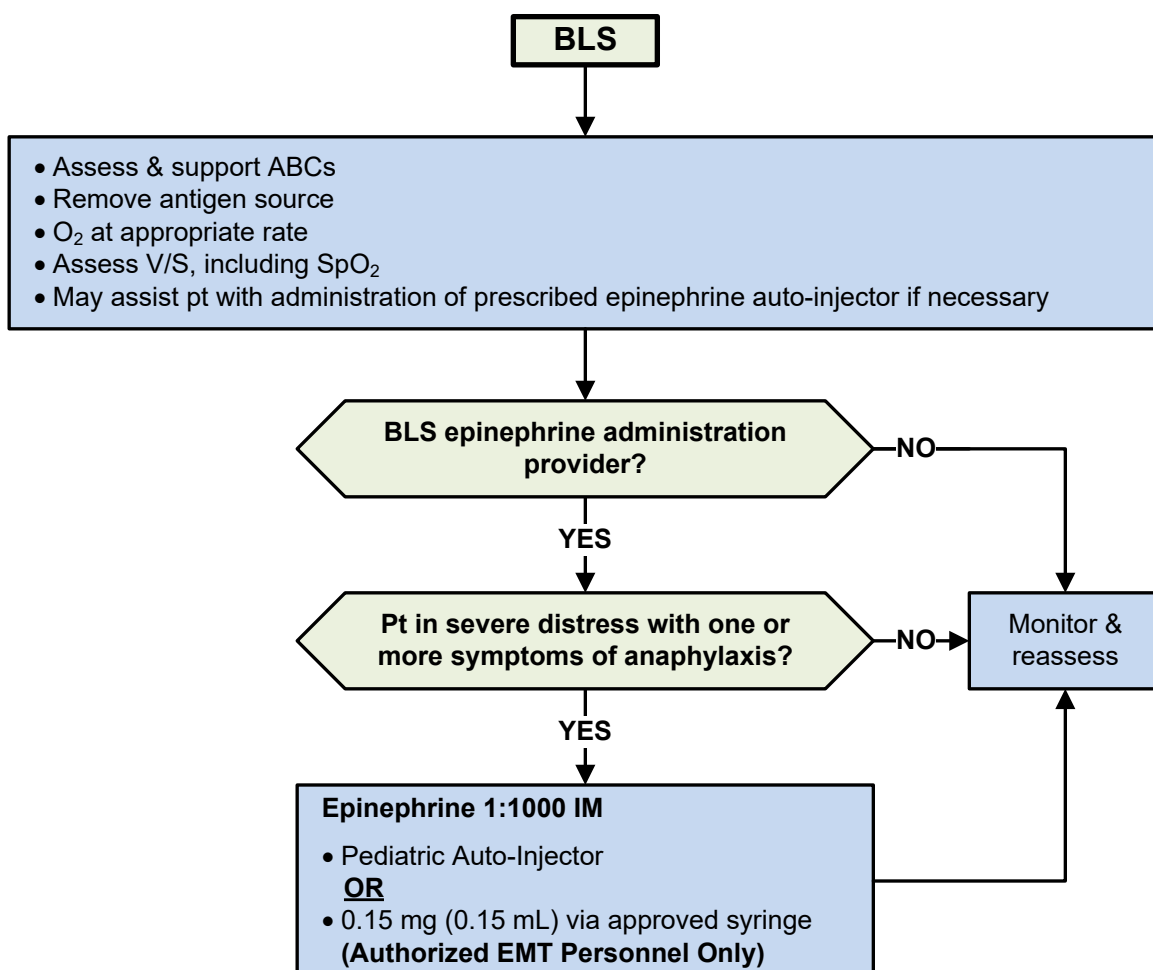 BLS
• Assess & support ABCs
• Remove antigen source
• O₂ at appropriate rate
• Assess V/S, including SpO₂
• May assist pt with administration of prescribed epinephrine auto-injector if necessary
BLS epinephrine administration
provider?
NO
YES
Pt in severe distress with one or
more symptoms of anaphylaxis?
NO
Monitor &
reassess
YES
Epinephrine 1:1000 IM
• Pediatric Auto-Injector
OR
• 0.15 mg (0.15 mL) via approved syringe
(Authorized EMT Personnel Only)